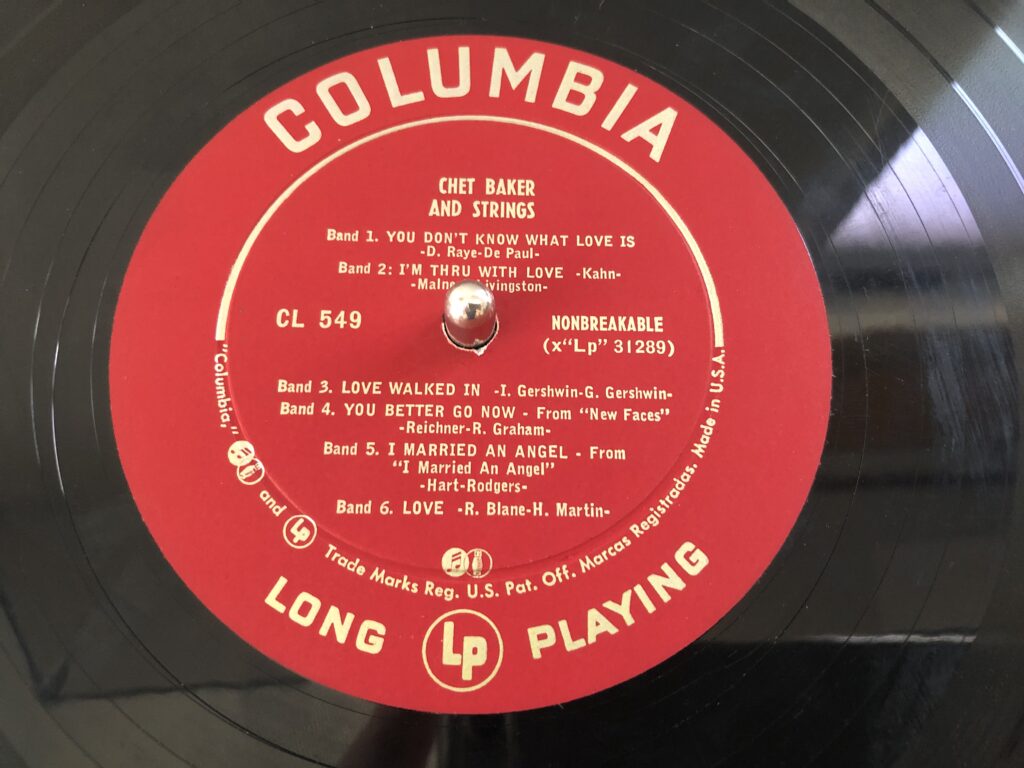 COLUMBIA
CHET BAKER
AND STRINGS
Band 1. YOU DON'T KNOW WHAT LOVE IS
-D. Raye-De Paul-
Band 2: I'M THRU WITH LOVE -Kahn-
CL 549
NONBREAKABLE
(x"Lp" 31289)
Band 3. LOVE WALKED IN -I. Gershwin-G. Gershwin-
Band 4. YOU BETTER GO NOW - From "New Faces"
-Reichner-R. Graham-
Band 5. I MARRIED AN ANGEL - From
"I Married An Angel"
-Hart-Rodgers-
Band 6. LOVE -R. Blane-H. Martin-
"Columbia," and LP Trade Marks Reg. U.S. Pat. Off. Marcas Registradas. Made in U.S.A.
LONG LP PLAYING